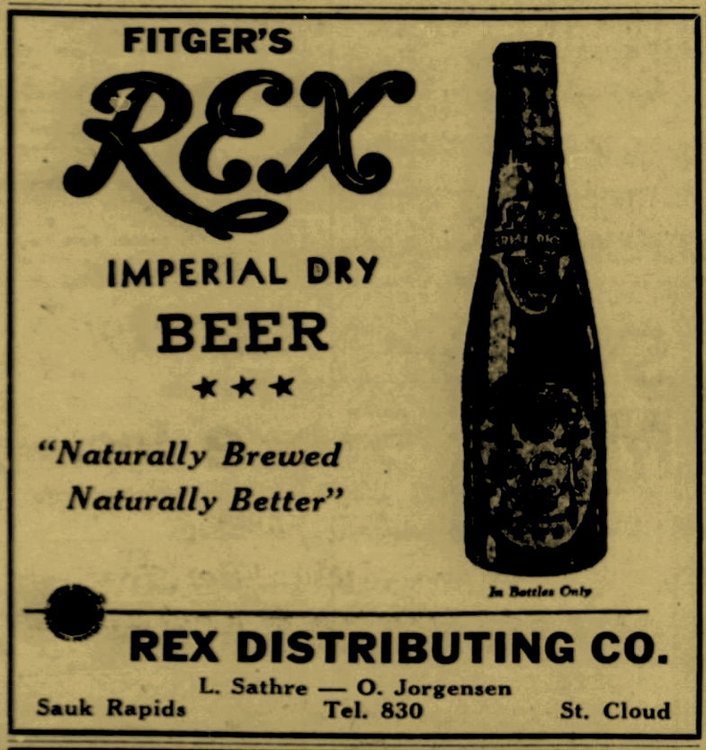 FITGER'S
REX
IMPERIAL DRY
BEER
"Naturally Brewed
Naturally Better"
In Bottles Only
REX DISTRIBUTING CO.
L. Sathre — O. Jorgensen
Sauk Rapids Tel. 830 St. Cloud